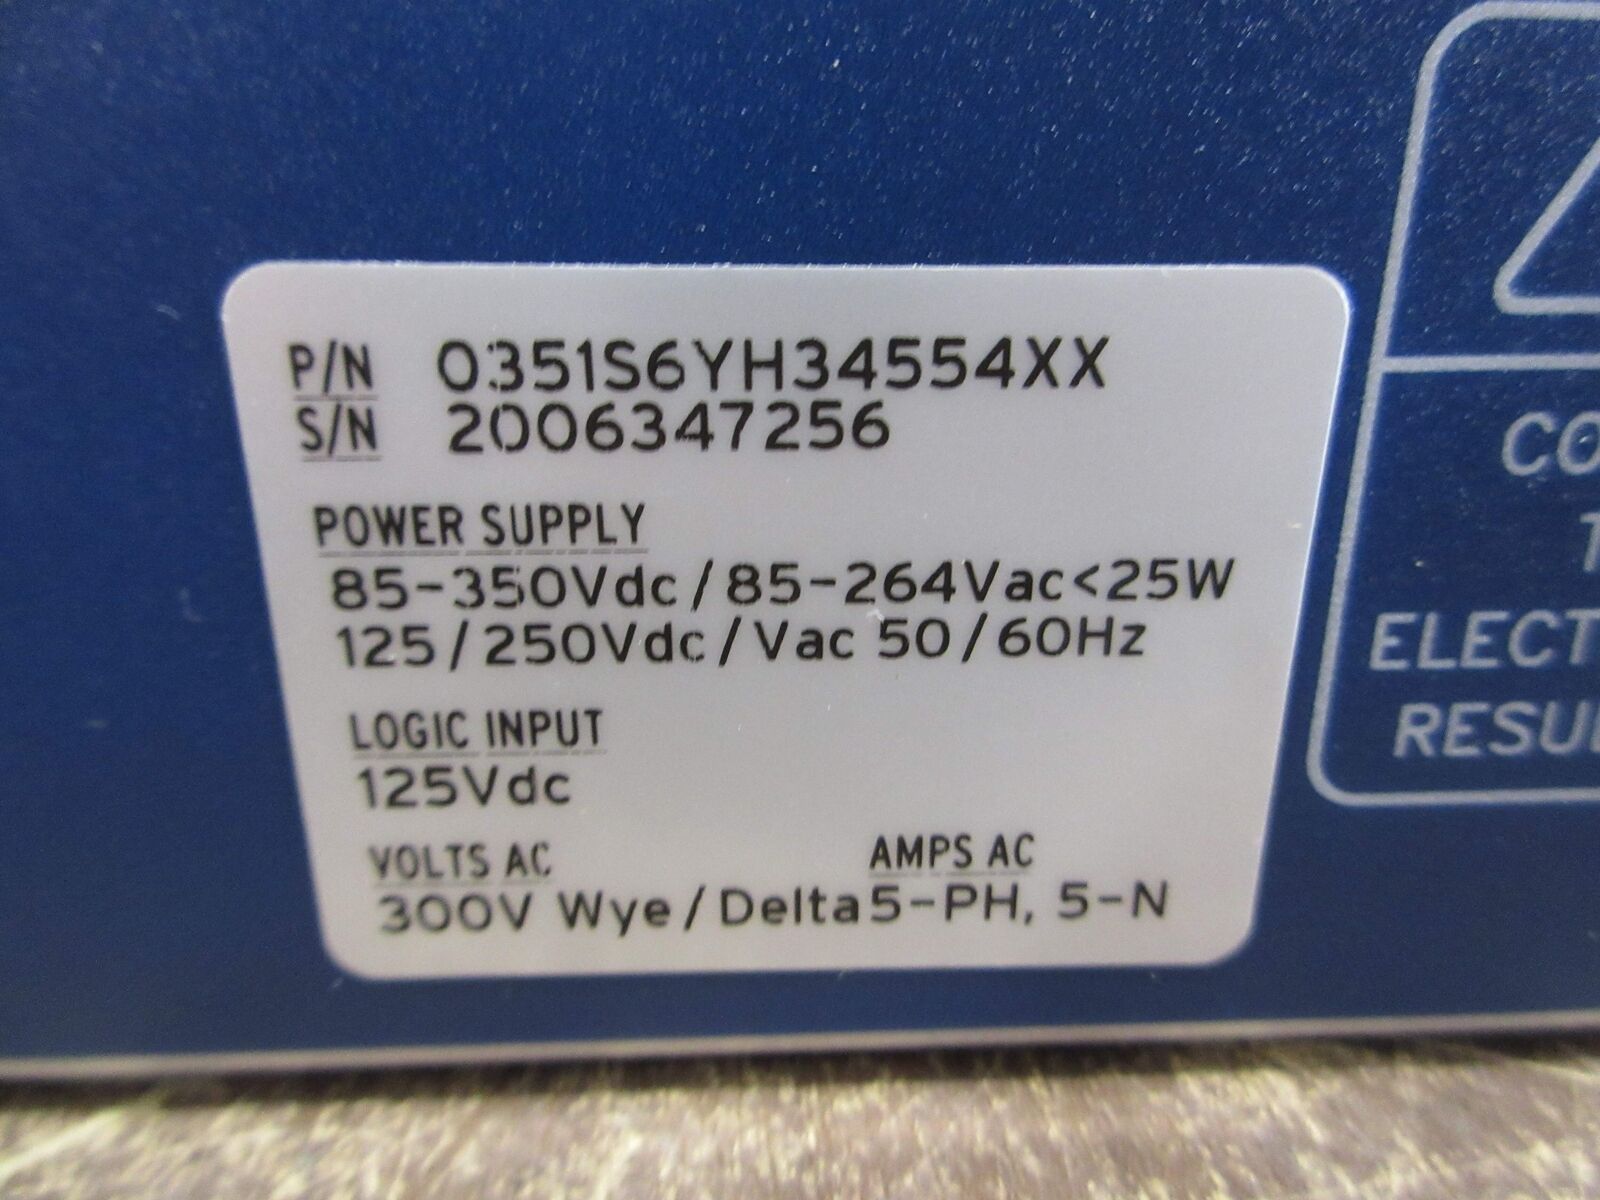 P/N 0351S6YH34554XX
S/N 2006347256
POWER SUPPLY
85-350Vdc/85-264Vac<25W
125/250Vdc/Vac 50/60Hz
LOGIC INPUT
125Vdc
VOLTS AC AMPS AC
300V Wye/Delta5-PH, 5-N
CO
T
ELECT
RESUL